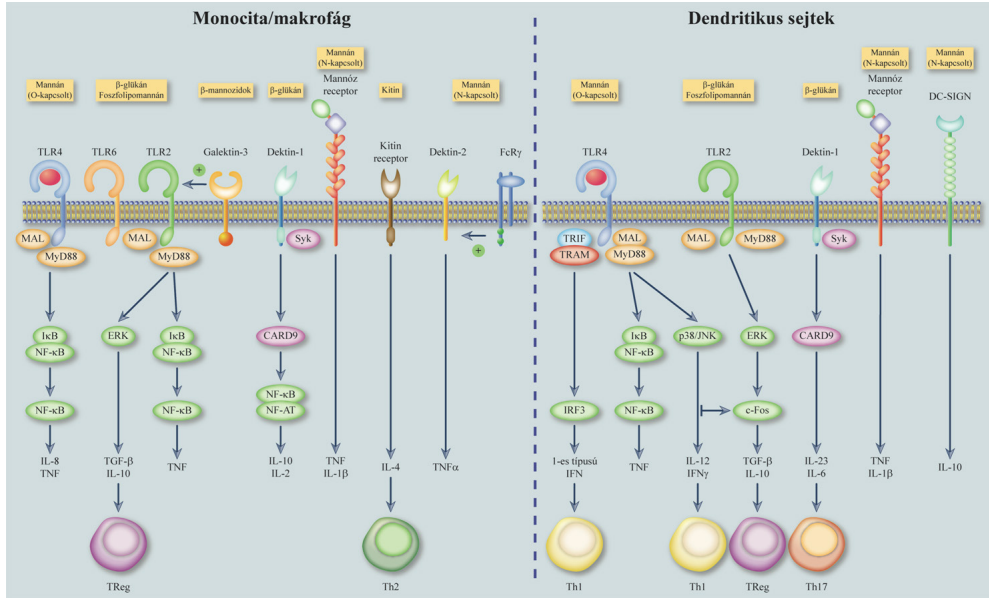 Monocita/makrofág
Dendritikus sejtek
Mannán
(O-kapcsolt)
β-glükán
Foszfolipomannán
β-mannozidok
β-glükán
Mannán
(N-kapcsolt)
Mannóz
receptor
Kitin
Mannán
(N-kapcsolt)
TLR4
TLR6
TLR2
Galektin-3
Dektin-1
Kitin
receptor
Dektin-2
FcRγ
+
+
MAL
MyD88
MAL
MyD88
Syk
IκB
NF-κB
ERK
IκB
NF-κB
CARD9
NF-κB
NF-κB
NF-κB
NF-AT
IL-8
TNF
TGF-β
IL-10
TNF
IL-10
IL-2
TNF
IL-1β
IL-4
TNFα
TReg
Th2
Mannán
(O-kapcsolt)
β-glükán
Foszfolipomannán
β-glükán
Mannán
(N-kapcsolt)
Mannóz
receptor
Mannán
(N-kapcsolt)
DC-SIGN
TLR4
TLR2
Dektin-1
TRIF
TRAM
MAL
MyD88
MAL
MyD88
Syk
IκB
NF-κB
p38/JNK
ERK
CARD9
IRF3
NF-κB
c-Fos
1-es típusú
IFN
TNF
IL-12
IFNγ
TGF-β
IL-10
IL-23
IL-6
TNF
IL-1β
IL-10
Th1
Th1
TReg
Th17